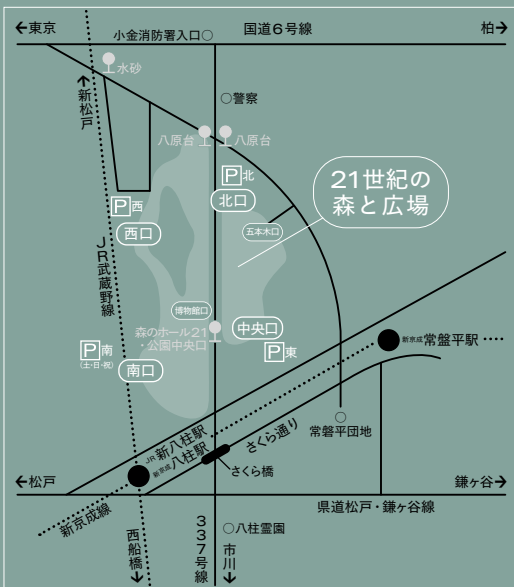 ←東京
小金消防署入口○
国道6号線
柏→
水砂
←新松戸
○警察
八原台
八原台
P北
北口
21世紀の
森と広場
P西
西口
五本木口
JR武蔵野線
博物館口
森のホール21
・公園中央口
中央口
P東
P南
(土・日・祝)
南口
新京成常盤平駅
常磐平団地
JR新八柱駅
新京成八柱駅
さくら通り
さくら橋
←松戸
鎌ヶ谷→
新京成線
県道松戸・鎌ヶ谷線
西船橋→
337号線
○八柱霊園
市川→